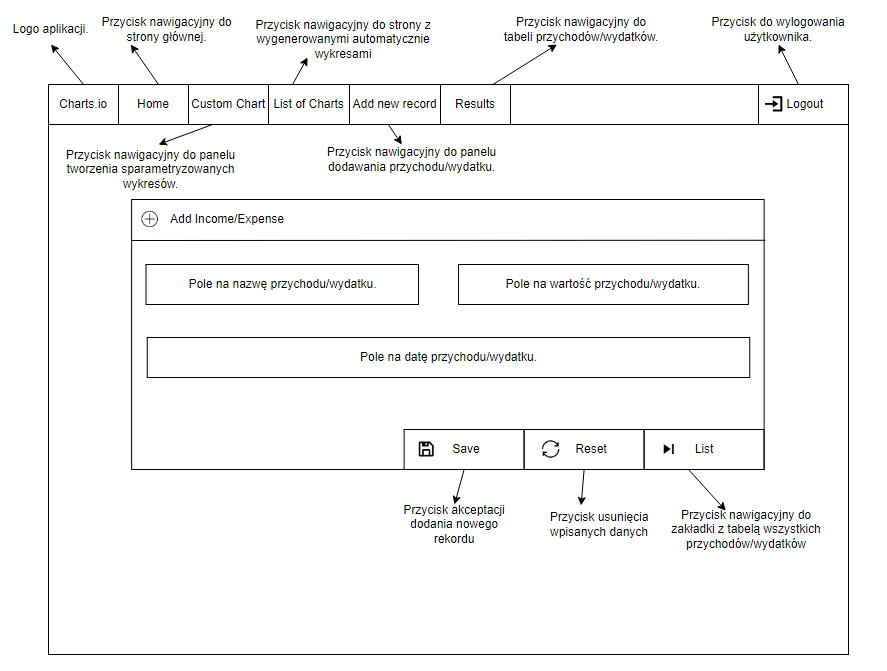 Logo aplikacji.
Przycisk nawigacyjny do
strony głównej.
Przycisk nawigacyjny do strony z
wygenerowanymi automatycznie
wykresami
Przycisk nawigacyjny do
tabeli przychodów/wydatków.
Przycisk do wylogowania
użytkownika.
Charts.io
Home
Custom Chart
List of Charts
Add new record
Results
Logout
Przycisk nawigacyjny do panelu
tworzenia sparametryzowanych
wykresów.
Przycisk nawigacyjny do panelu
dodawania przychodu/wydatku.
Add Income/Expense
Pole na nazwę przychodu/wydatku.
Pole na wartość przychodu/wydatku.
Pole na datę przychodu/wydatku.
Save
Reset
List
Przycisk akceptacji
dodania nowego
rekordu
Przycisk usunięcia
wpisanych danych
Przycisk nawigacyjny do
zakładki z tabelą wszystkich
przychodów/wydatków